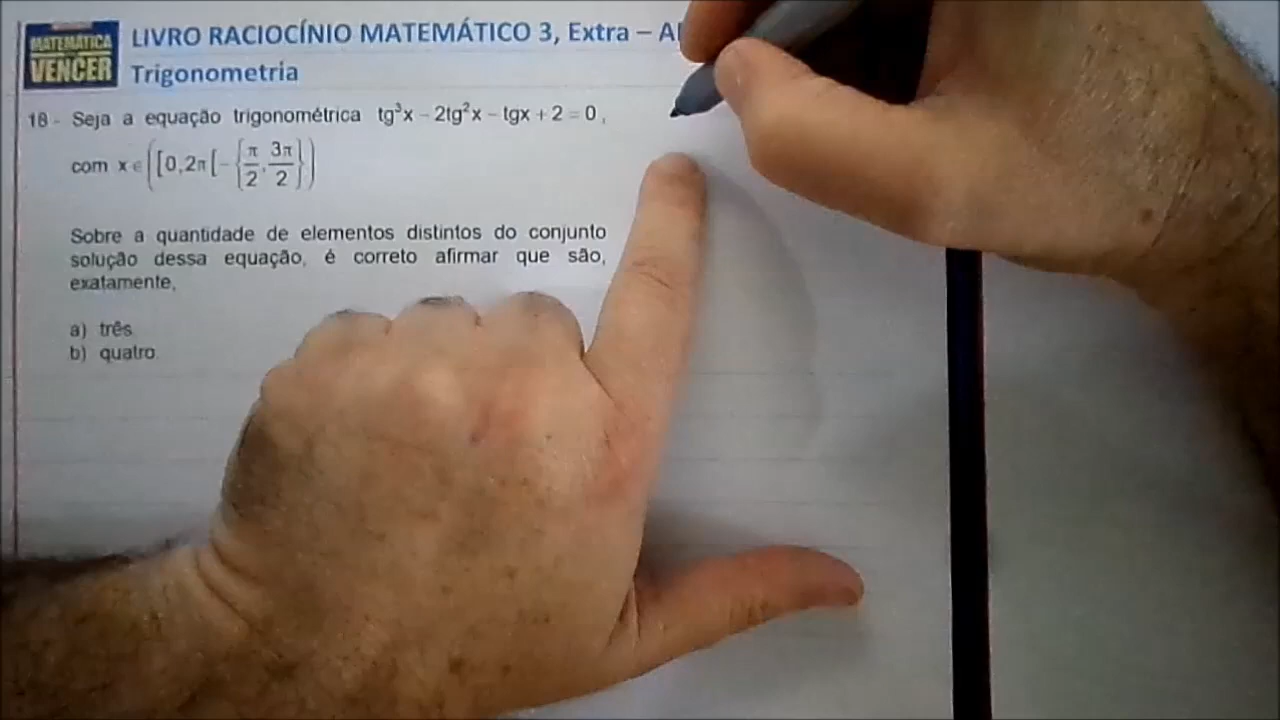 MATEMÁTICA
VENCER
LIVRO RACIOCÍNIO MATEMÁTICO 3, Extra –
Trigonometria
18 - Seja a equação trigonométrica tg³x – 2tg²x – tgx + 2 = 0,
com x ∈ ([0,2π[ – {π/2, 3π/2})
Sobre a quantidade de elementos distintos do conjunto
solução dessa equação, é correto afirmar que são,
exatamente,
a) três.
b) quatro.